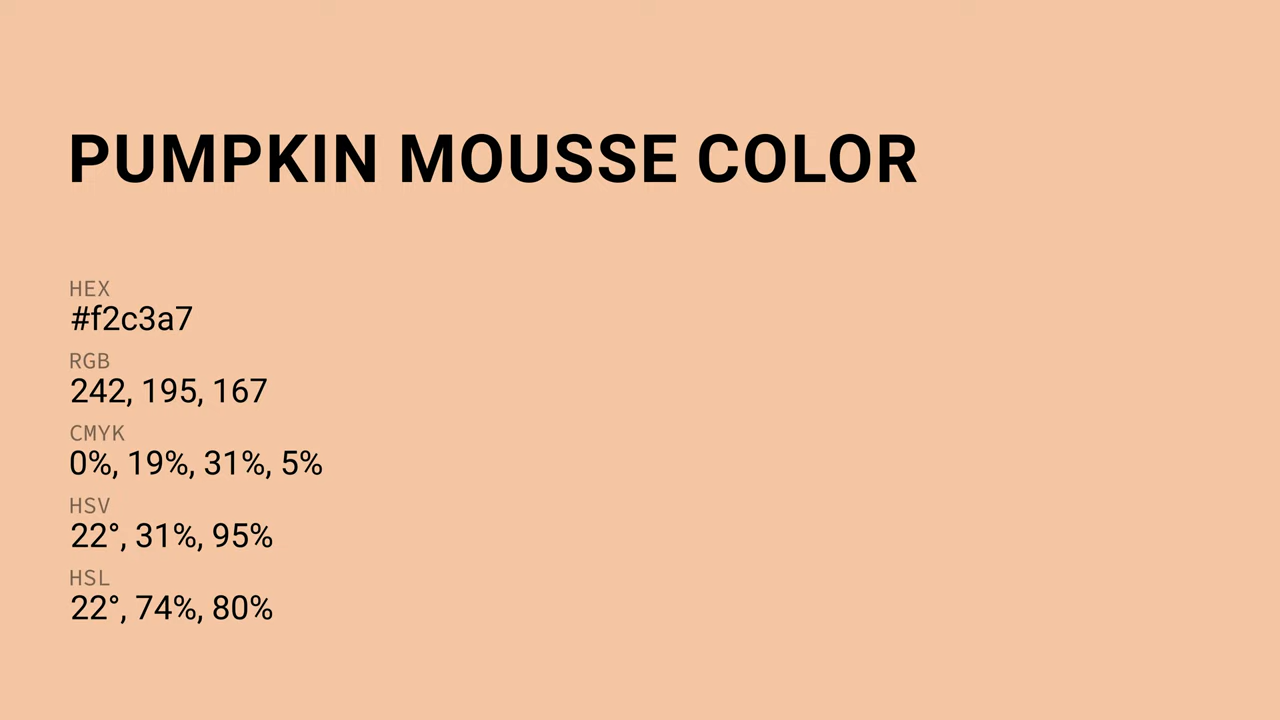 PUMPKIN MOUSSE COLOR
HEX
#f2c3a7
RGB
242, 195, 167
CMYK
0%, 19%, 31%, 5%
HSV
22°, 31%, 95%
HSL
22°, 74%, 80%